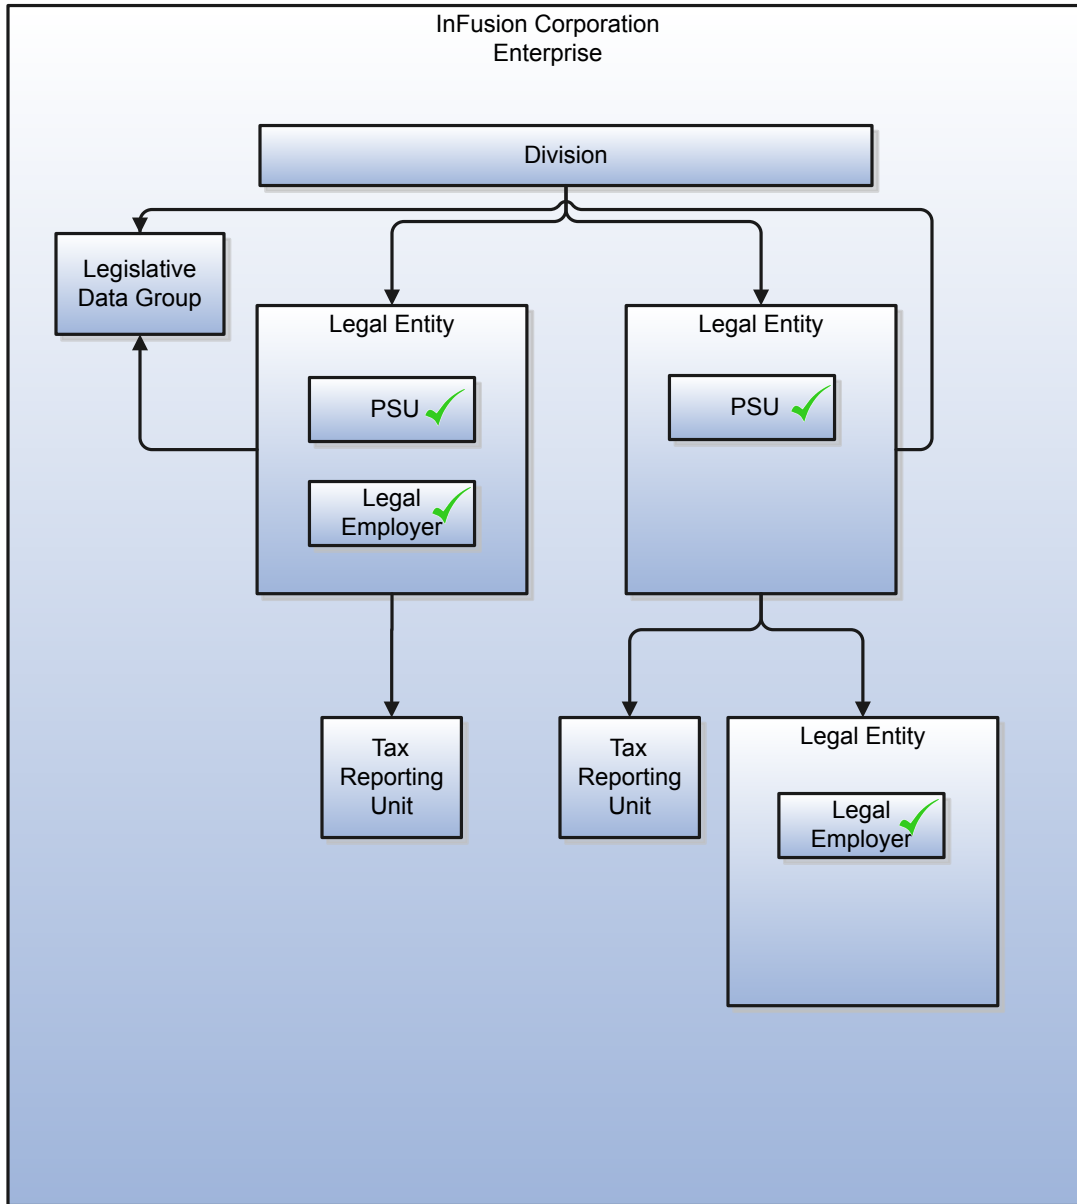 InFusion Corporation
Enterprise
Division
Legislative
Data Group
Legal Entity
PSU
Legal
Employer
Legal Entity
PSU
Tax
Reporting
Unit
Tax
Reporting
Unit
Legal Entity
Legal
Employer